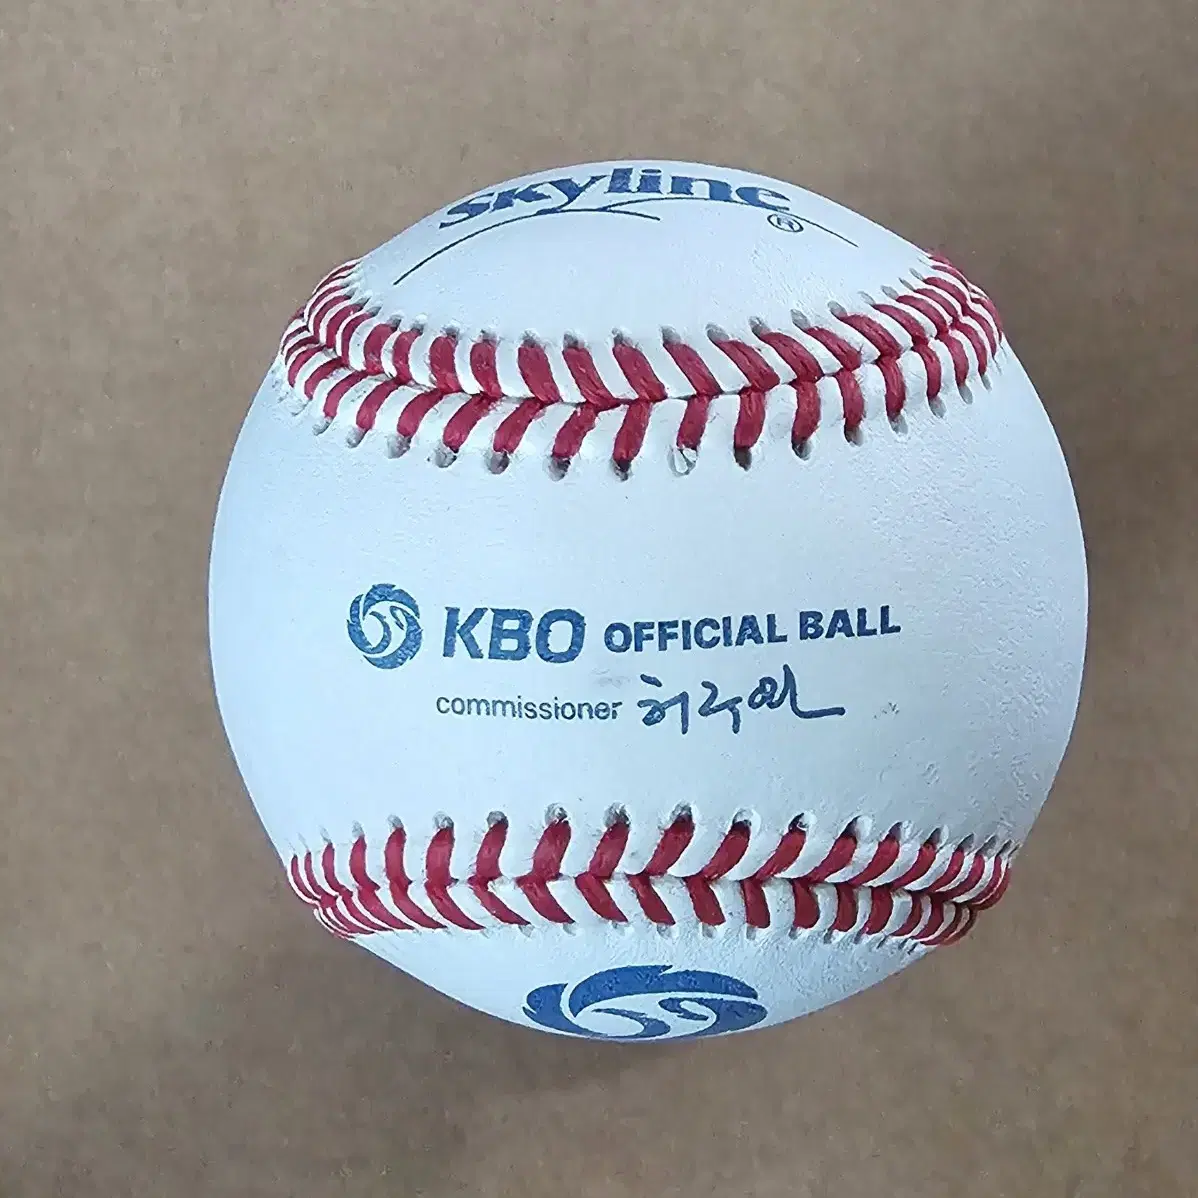 skyline ®
KBO OFFICIAL BALL
commissioner 허구연